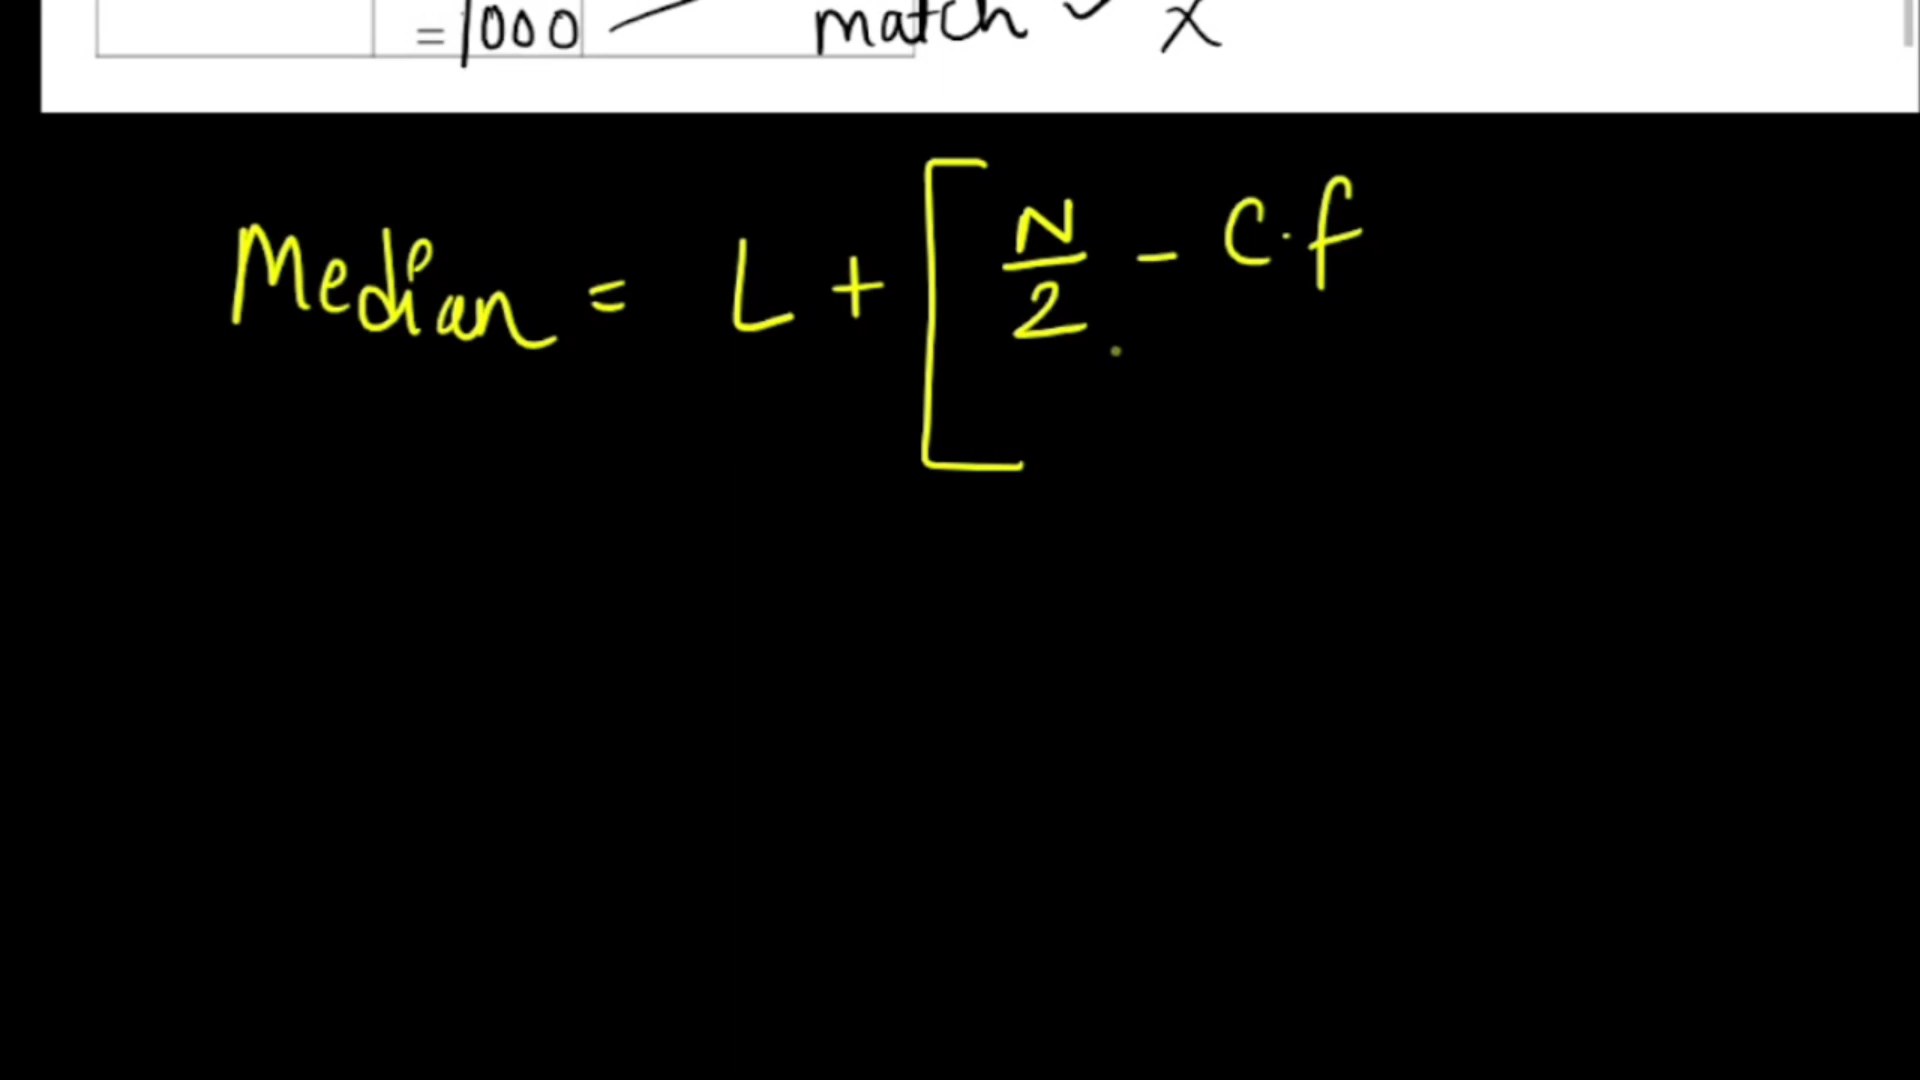 =1000 match x
Median = L + [ N/2 - C.f